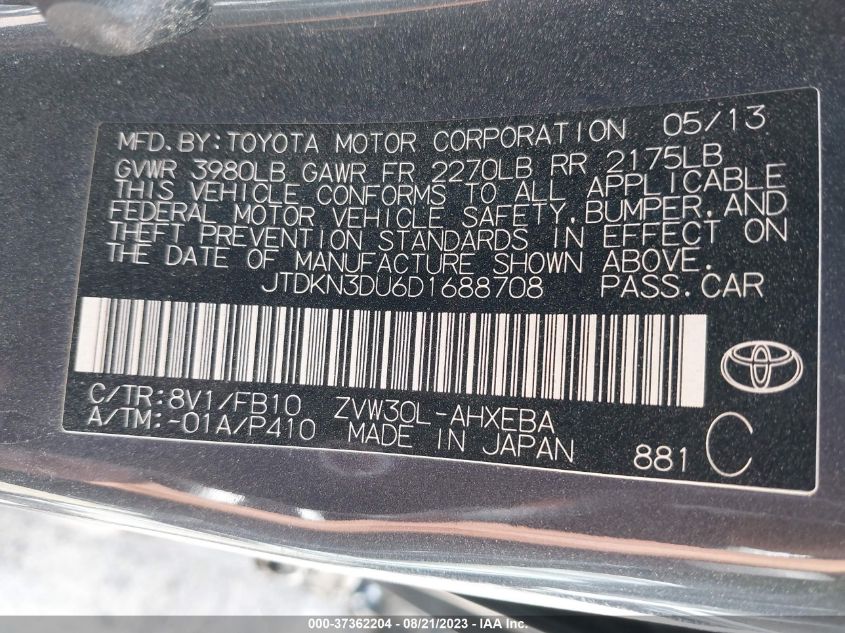 MFD.BY:TOYOTA MOTOR CORPORATION 05/13
GVWR 3980LB GAWR FR 2270LB RR 2175LB
THIS VEHICLE CONFORMS TO ALL APPLICABLE
FEDERAL MOTOR VEHICLE SAFETY,BUMPER,AND
THEFT PREVENTION STANDARDS IN EFFECT ON
THE DATE OF MANUFACTURE SHOWN ABOVE.
JTDKN3DU6D1688708 PASS.CAR
C/TR:8V1/FB10 ZVW30L-AHXEBA
A/TM:-01A/P410 MADE IN JAPAN 881 C
000-37362204 - 08/21/2023 - COPYRIGHT IAA, LLC.